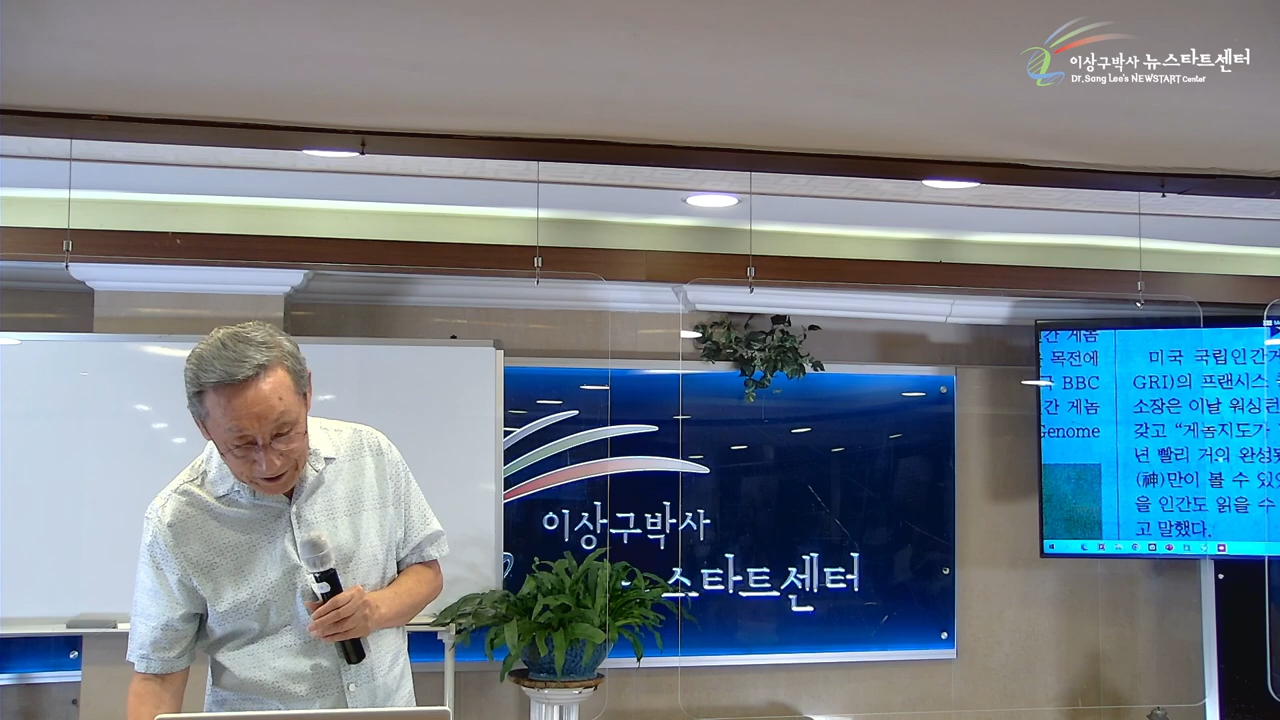 이상구박사 뉴스타트센터
Dr. Sang Lee's NEWSTART Center
이상구박사
스타트센터
간 게놈
목전에
BBC
간 게놈
Genome
미국 국립인간게
GRI)의 프랜시스
소장은 이날 워싱턴
갖고 "게놈지도가
년 빨리 거의 완성
(神)만이 볼 수 있었
을 인간도 읽을 수
고 말했다.